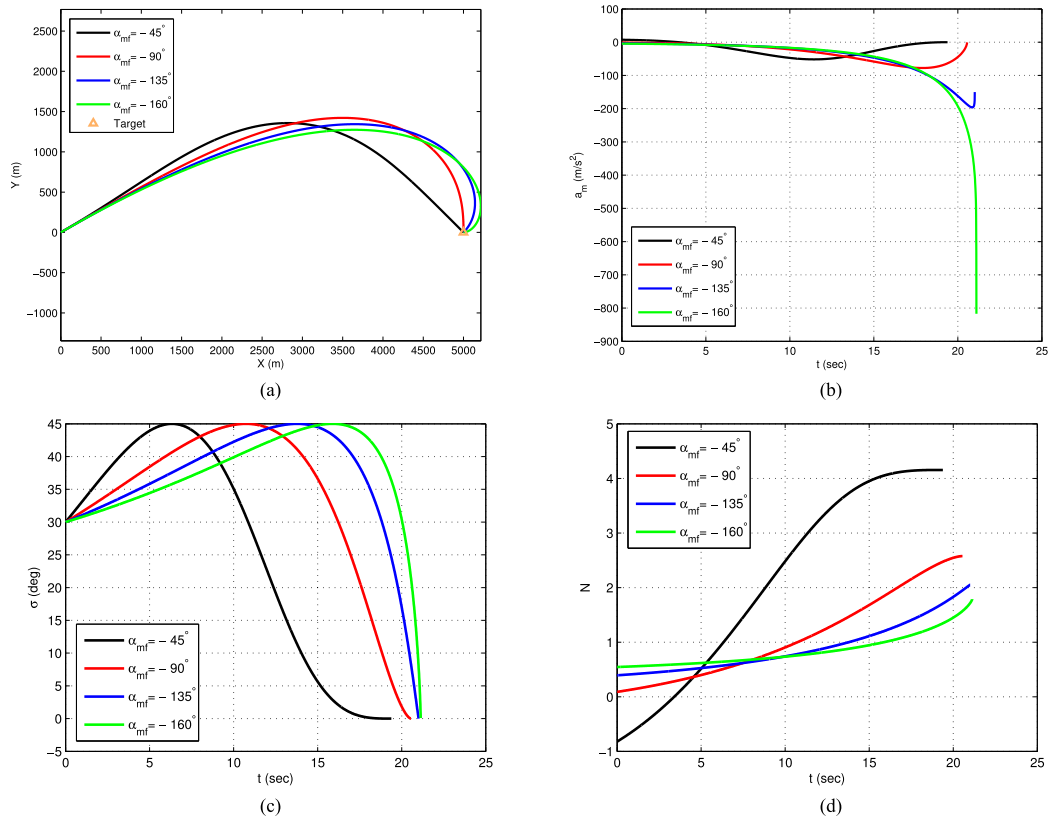 2500
2000
1500
1000
500
0
−500
−1000
Y (m)
α_mf = − 45°
α_mf = − 90°
α_mf = − 135°
α_mf = − 160°
Target
0 500 1000 1500 2000 2500 3000 3500 4000 4500 5000
X (m)
(a)
100
0
−100
−200
−300
−400
−500
−600
−700
−800
−900
a_m (m/s²)
α_mf = − 45°
α_mf = − 90°
α_mf = − 135°
α_mf = − 160°
0 5 10 15 20 25
t (sec)
(b)
45
40
35
30
25
20
15
10
5
0
−5
σ (deg)
α_mf = − 45°
α_mf = − 90°
α_mf = − 135°
α_mf = − 160°
0 5 10 15 20 25
t (sec)
(c)
5
4
3
2
1
0
−1
N
α_mf = − 45°
α_mf = − 90°
α_mf = − 135°
α_mf = − 160°
0 5 10 15 20 25
t (sec)
(d)